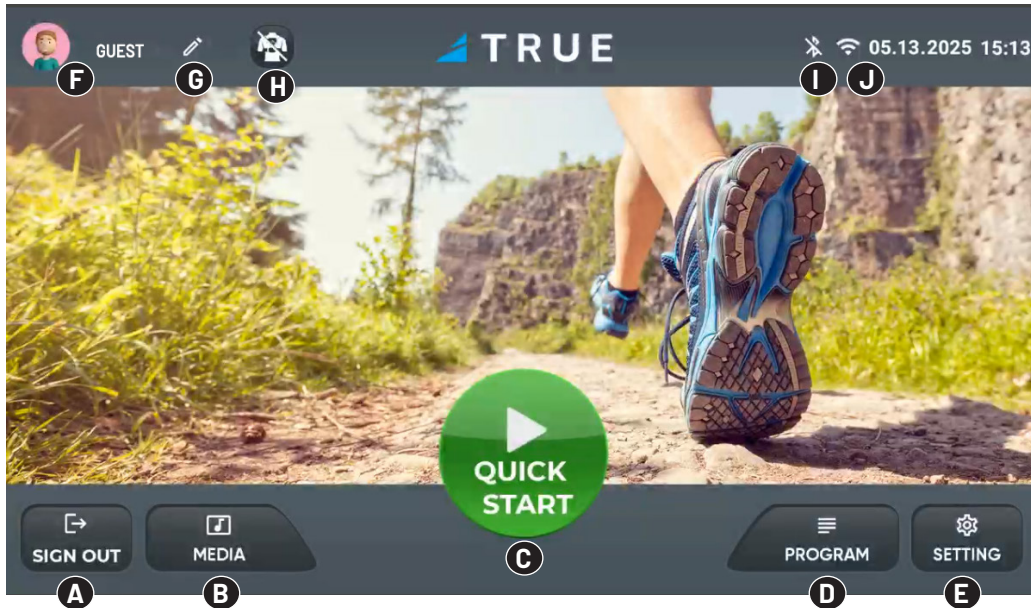 GUEST
TRUE
05.13.2025 15:13
F
G
H
I
J
QUICK
START
SIGN OUT
MEDIA
PROGRAM
SETTING
A
B
C
D
E